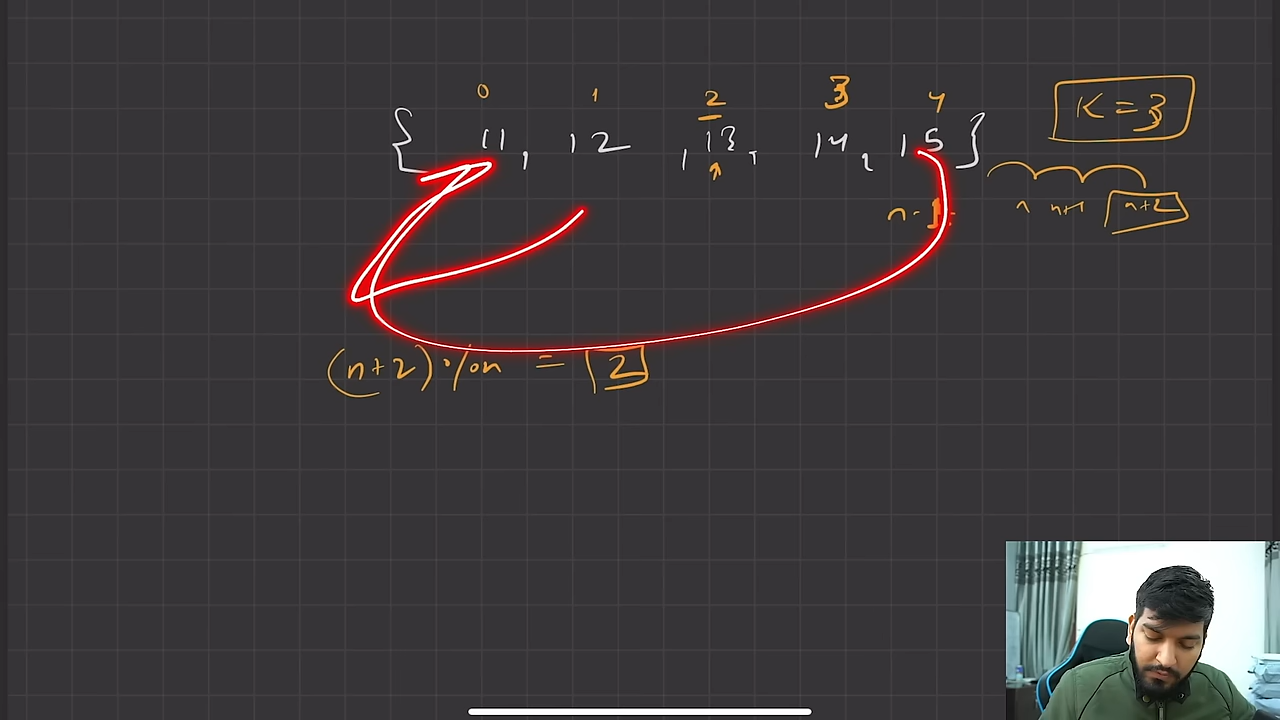 0 1 2 3 4
{ 11, 12, 13, 14, 15 }
K = 3
n-1
n n+1 n+2
(n+2)%n = 2